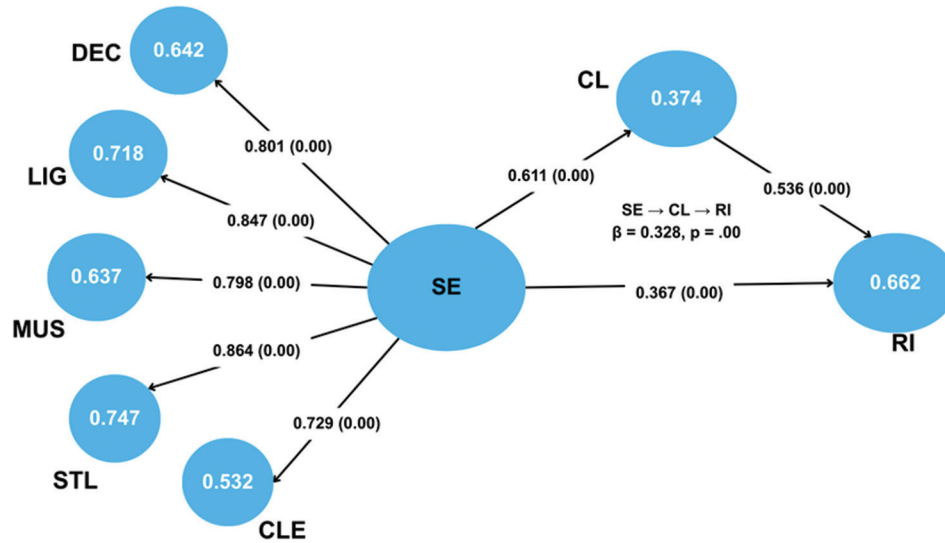 DEC
0.642
CL
0.374
0.801 (0.00)
LIG
0.718
0.611 (0.00)
0.536 (0.00)
0.847 (0.00)
SE → CL → RI
β = 0.328, p = .00
MUS
0.637
0.798 (0.00)
SE
0.367 (0.00)
0.662
RI
0.864 (0.00)
STL
0.747
0.729 (0.00)
0.532
CLE